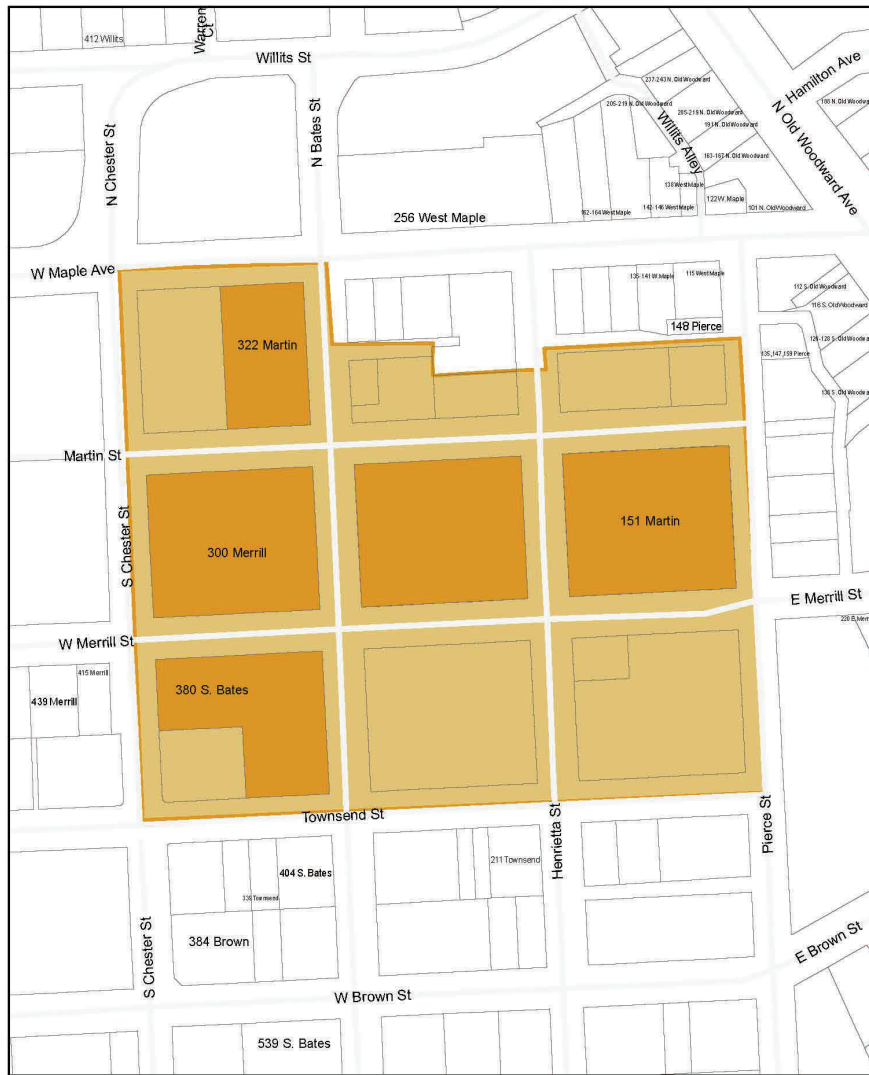 412 Willits
Warren
Ct
Willits St
N Chester St
N Bates St
237-243 N. Old Woodward
Hamilton Ave
205-219 N. Old Woodward
205-219 N. Old Woodward
188 N. Old Woodward
191 N. Old Woodward
Willits Alley
N Old Woodward Ave
163-167 N. Old Woodward
138 West Maple
122 W. Maple
162-164 West Maple
142-146 West Maple
101 N. Old Woodward
256 West Maple
W Maple Ave
135-141 W. Maple
115 West Maple
112 S. Old Woodward
116 S. Old Woodward
148 Pierce
322 Martin
135,147,159 Pierce
138 S. Old Woodward
Martin St
S Chester St
300 Merrill
151 Martin
E Merrill St
W Merrill St
415 Merrill
439 Merrill
380 S. Bates
Townsend St
Henrietta St
Pierce St
211 Townsend
404 S. Bates
384 Brown
S Chester St
E Brown St
W Brown St
539 S. Bates